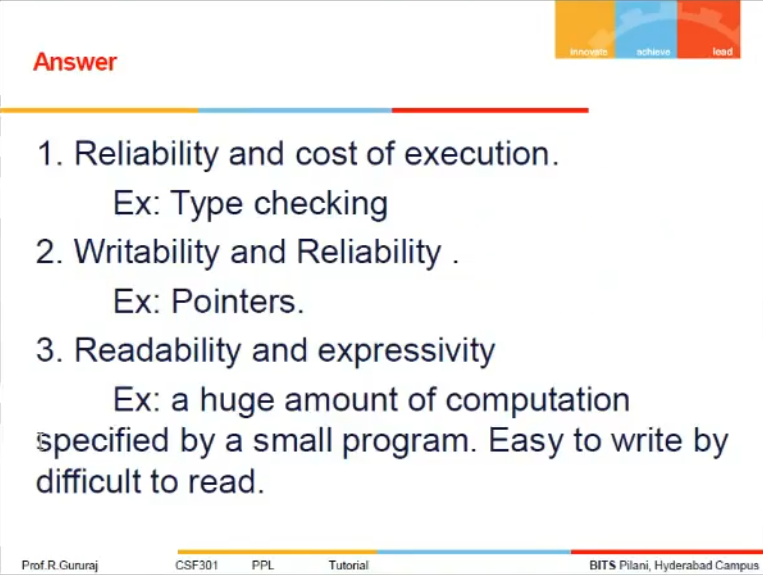 innovate achieve lead
Answer
1. Reliability and cost of execution.
Ex: Type checking
2. Writability and Reliability .
Ex: Pointers.
3. Readability and expressivity
Ex: a huge amount of computation
specified by a small program. Easy to write by
difficult to read.
Prof.R.Gururaj CSF301 PPL Tutorial BITS Pilani, Hyderabad Campus